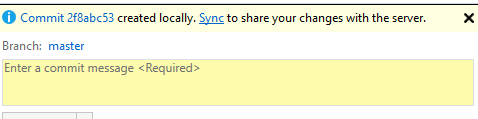 Commit 2f8abc53 created locally. Sync to share your changes with the server.
Branch: master
Enter a commit message <Required>